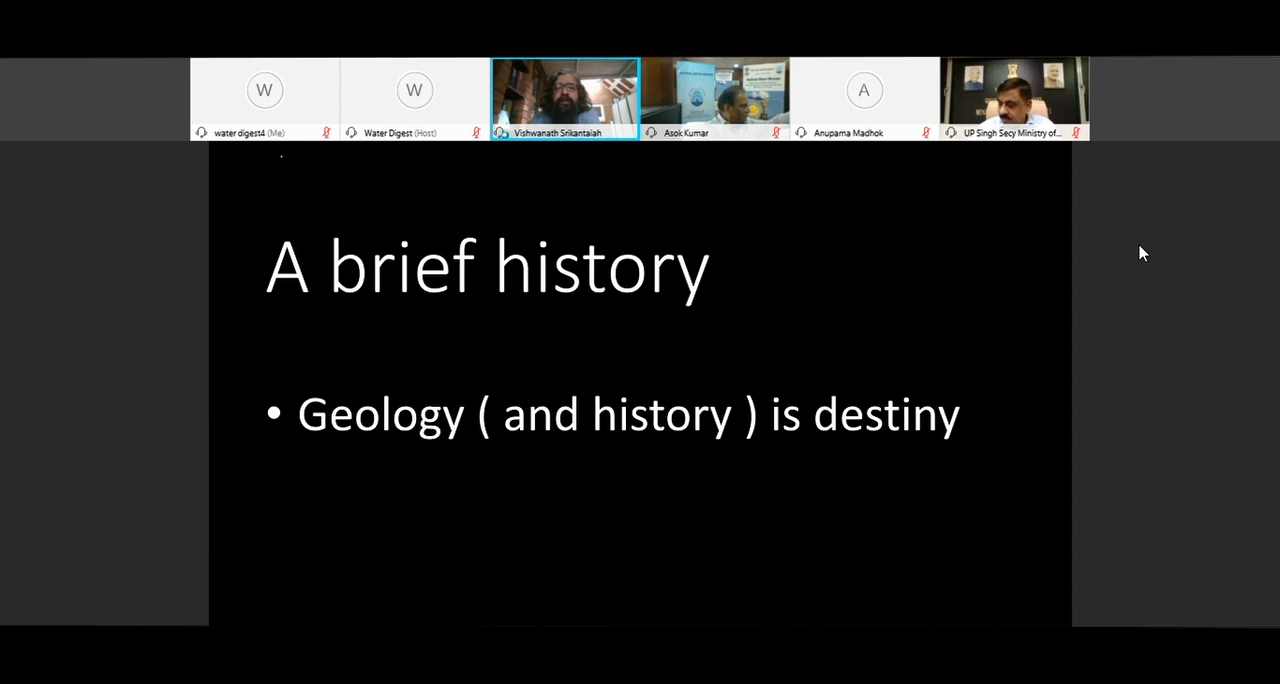 W
W
A
water digest4 (Me)
Water Digest (Host)
Vishwanath Srikantaiah
Asok Kumar
Anupama Madhok
UP Singh Secy Ministry of...
A brief history
• Geology ( and history ) is destiny